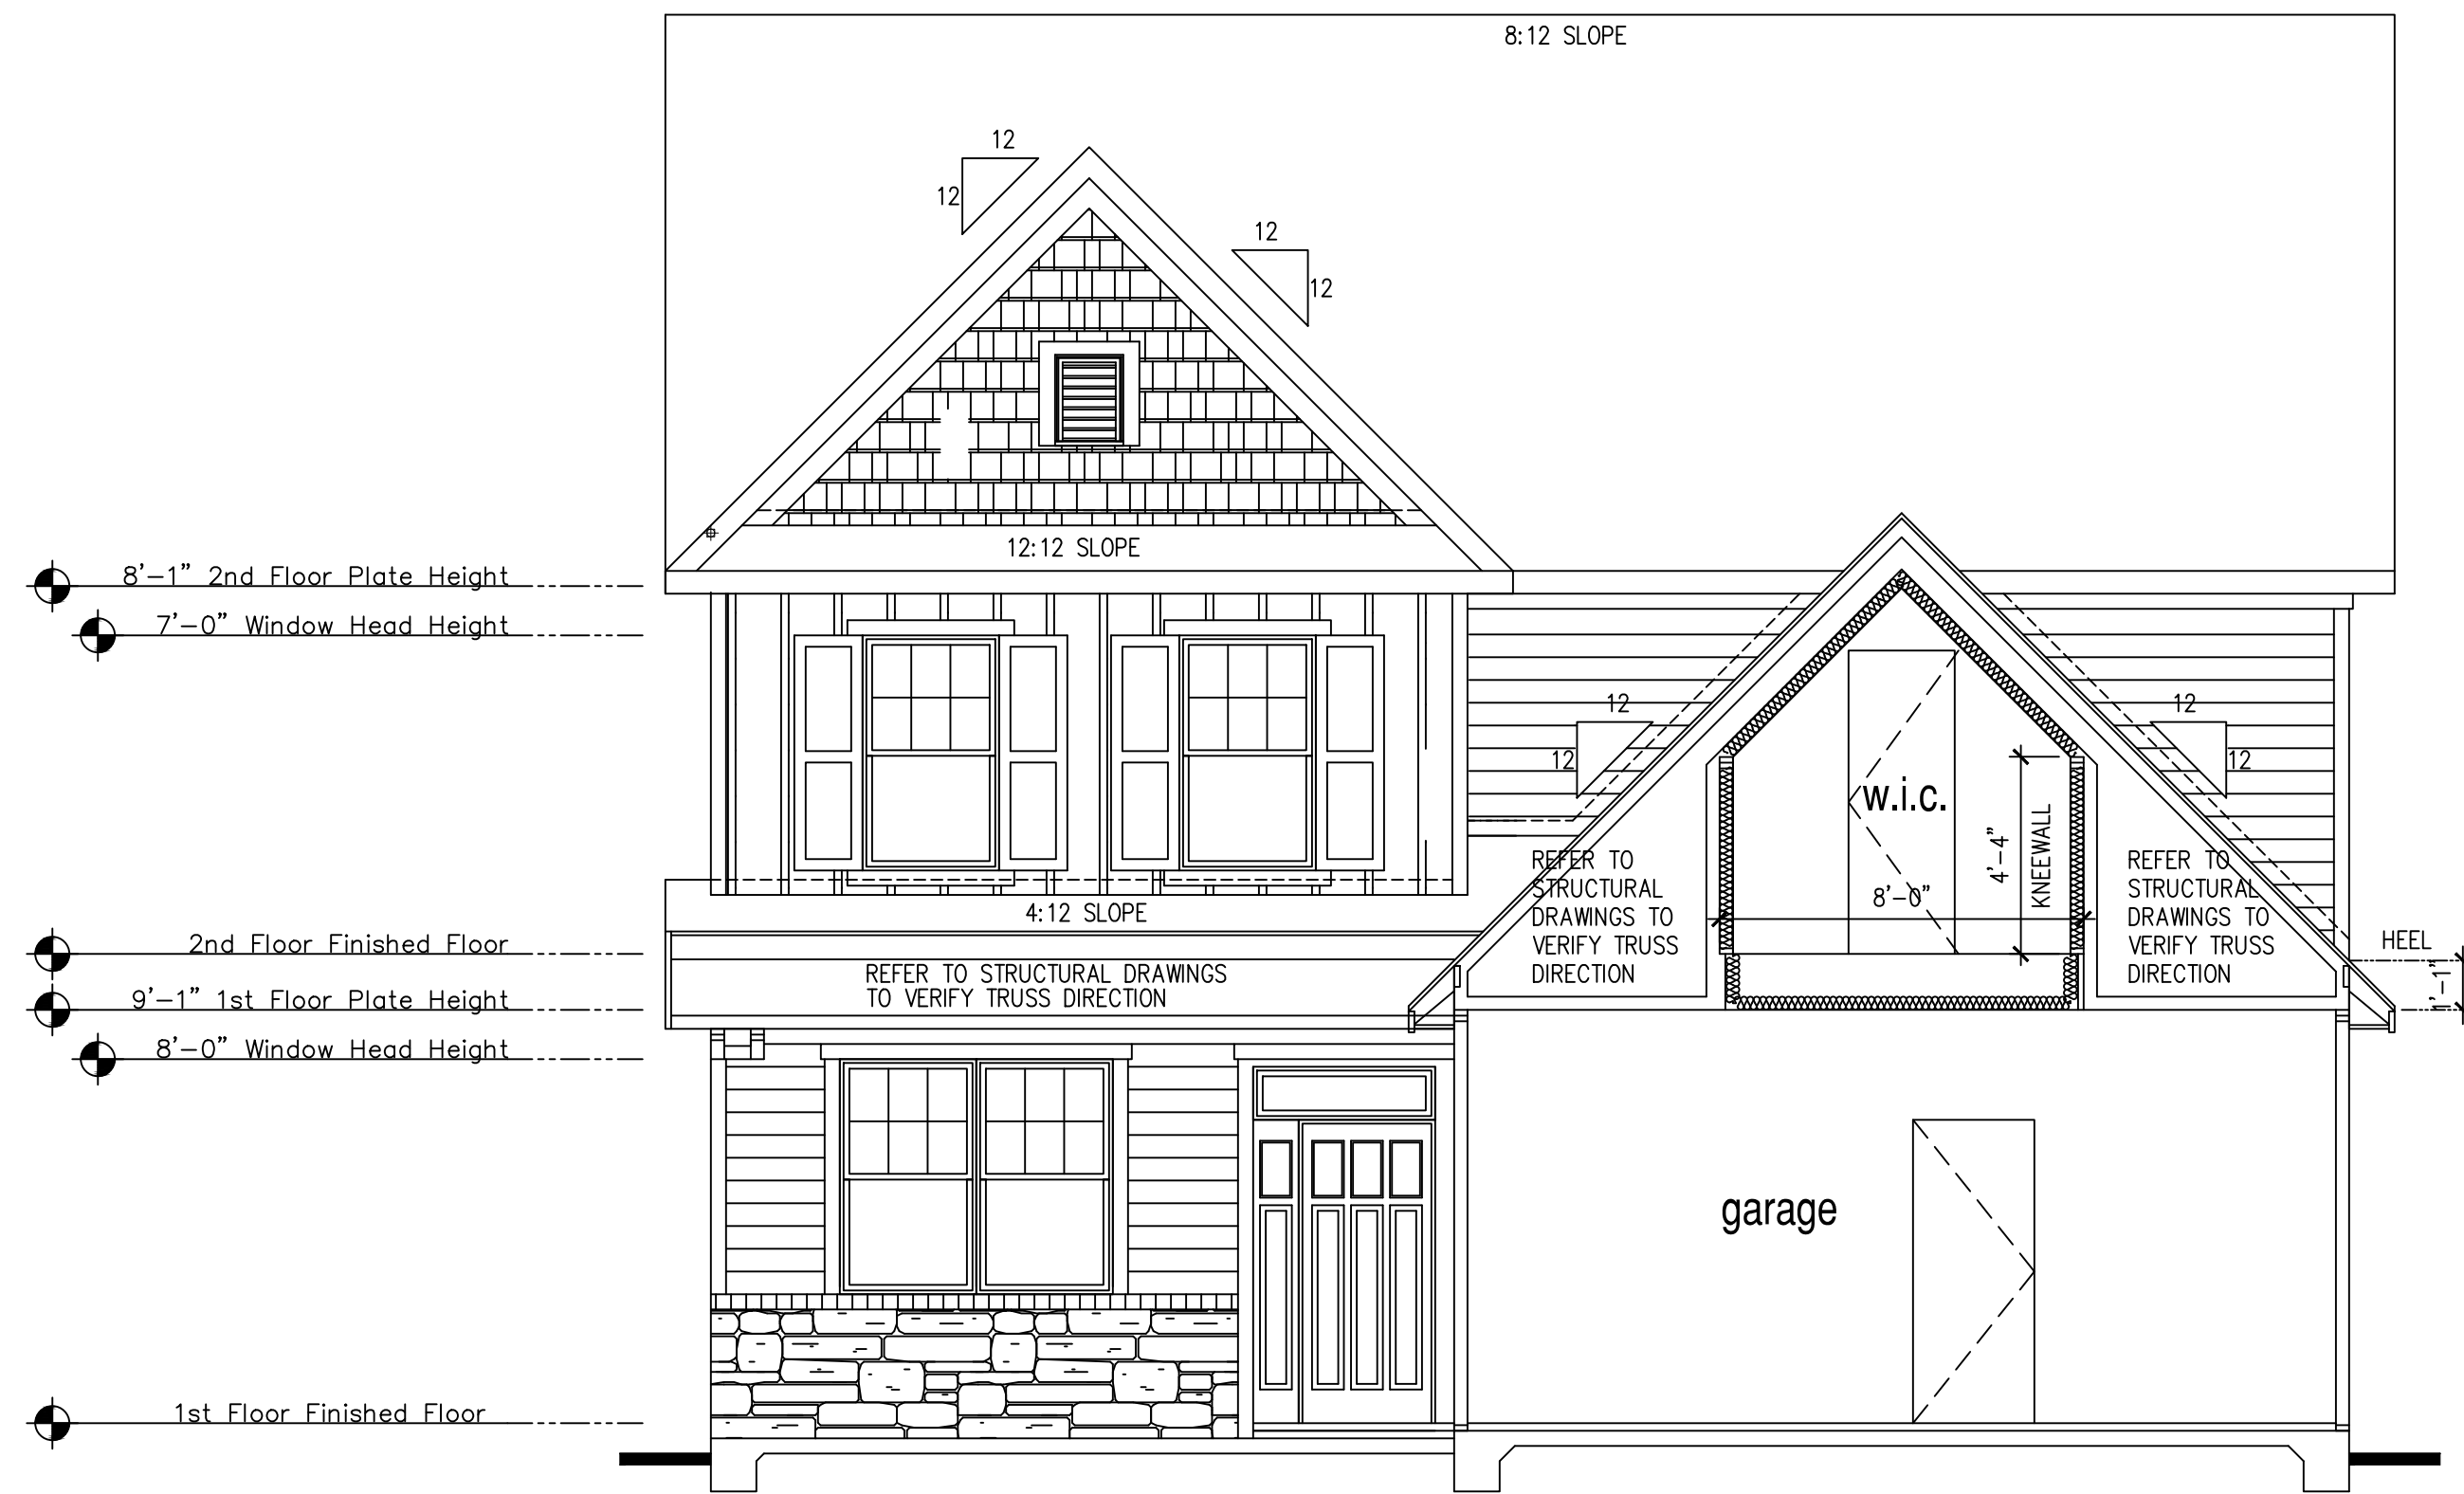 8:12 SLOPE
12
12
12
12
12:12 SLOPE
8'-1" 2nd Floor Plate Height
7'-0" Window Head Height
12
12
12
12
w.i.c.
4'-4"
KNEEWALL
8'-0"
REFER TO
STRUCTURAL
DRAWINGS TO
VERIFY TRUSS
DIRECTION
REFER TO
STRUCTURAL
DRAWINGS TO
VERIFY TRUSS
DIRECTION
4:12 SLOPE
2nd Floor Finished Floor
HEEL
1'-1"
REFER TO STRUCTURAL DRAWINGS
TO VERIFY TRUSS DIRECTION
9'-1" 1st Floor Plate Height
8'-0" Window Head Height
garage
1st Floor Finished Floor